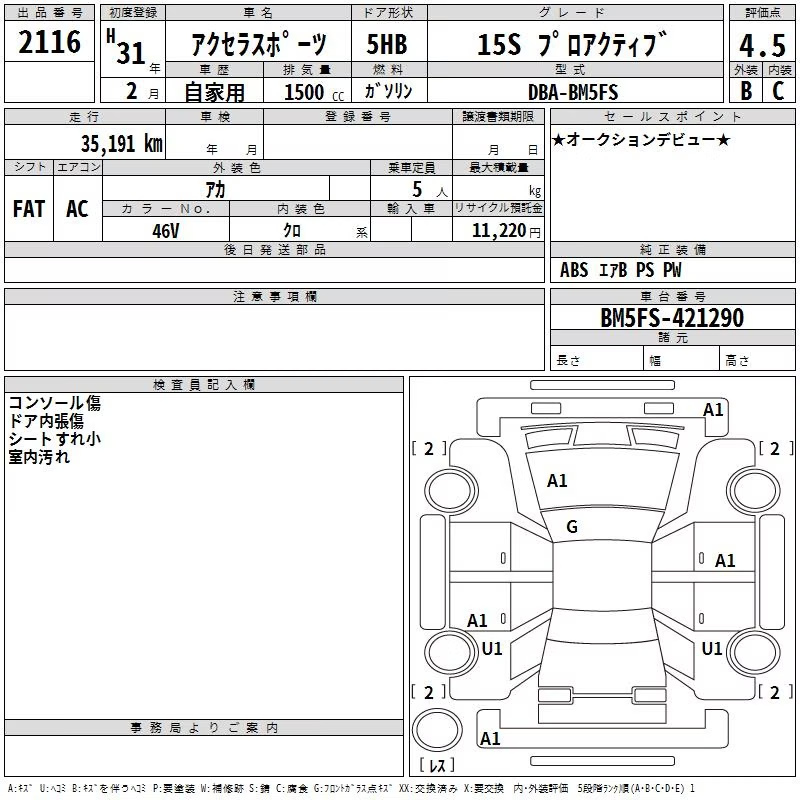 出品番号 初度登録 車名 ドア形状 グレード 評価点
2116 H31年 アクセラスポーツ 5HB 15S プロアクティブ 4.5
車歴 排気量 燃料 型式 外装 内装
2月 自家用 1500 CC ガソリン DBA-BM5FS B C
走行 車検 登録番号 譲渡書類期限 セールスポイント
35,191 km 年 月 月 日 ★オークションデビュー★
シフト エアコン 外装色 乗車定員 最大積載量
FAT AC アカ 5人 kg
カラーNo. 内装色 輸入車 リサイクル預託金
46V クロ 系 11,220円
後日発送部品 純正装備
ABS エアB PS PW
注意事項欄 車台番号
BM5FS-421290
諸元
長さ 幅 高さ
検査員記入欄
コンソール傷
ドア内張傷
シートすれ小
室内汚れ
A1
[ 2 ] [ 2 ]
A1
G
A1
A1
U1 U1
[ 2 ] [ 2 ]
A1
[ レス ]
事務局よりご案内
A:キズ U:ヘコミ B:キズを伴うヘコミ P:要塗装 W:補修跡 S:錆 C:腐食 G:フロントガラス点キズ XX:交換済み X:要交換 内・外装評価 5段階ランク順(A・B・C・D・E) 1